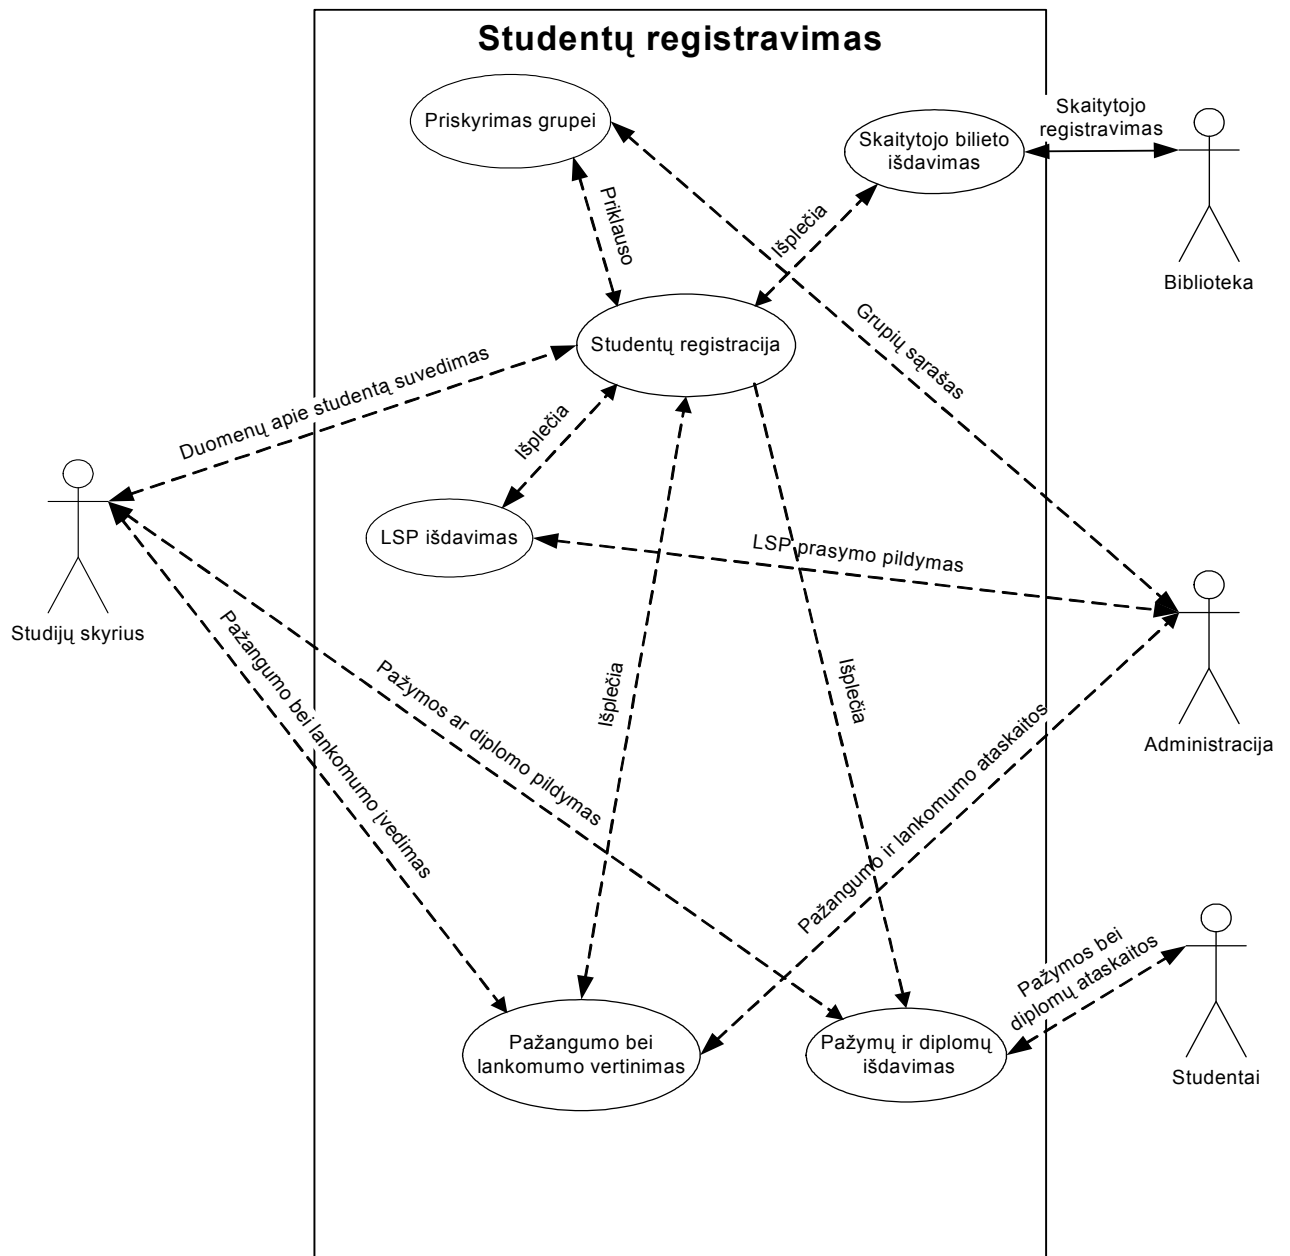 Studentų registravimas
Priskyrimas grupei
Skaitytojo bilieto
išdavimas
Skaitytojo
registravimas
Biblioteka
Priklauso
Išplečia
Grupių sąrašas
Studentų registracija
Duomenų apie studentą suvedimas
Išplečia
LSP išdavimas
LSP prasymo pildymas
Studijų skyrius
Administracija
Pažangumo bei lankomumo įvedimas
Pažymos ar diplomo pildymas
Išplečia
Išplečia
Pažangumo ir lankomumo ataskaitos
Pažymos bei
diplomų ataskaitos
Pažangumo bei
lankomumo vertinimas
Pažymų ir diplomų
išdavimas
Studentai